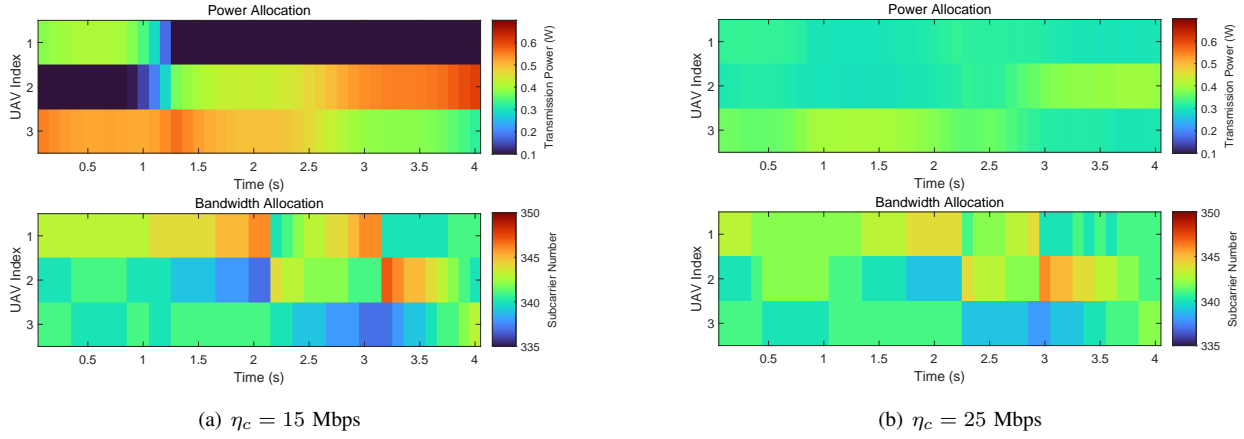 Power Allocation
UAV Index
1
2
3
0.5 1 1.5 2 2.5 3 3.5 4
Time (s)
0.6
0.5
0.4
0.3
0.2
0.1
Transmission Power (W)
Bandwidth Allocation
UAV Index
1
2
3
0.5 1 1.5 2 2.5 3 3.5 4
Time (s)
350
345
340
335
Subcarrier Number
(a) η_c = 15 Mbps
Power Allocation
UAV Index
1
2
3
0.5 1 1.5 2 2.5 3 3.5 4
Time (s)
0.6
0.5
0.4
0.3
0.2
0.1
Transmission Power (W)
Bandwidth Allocation
UAV Index
1
2
3
0.5 1 1.5 2 2.5 3 3.5 4
Time (s)
350
345
340
335
Subcarrier Number
(b) η_c = 25 Mbps